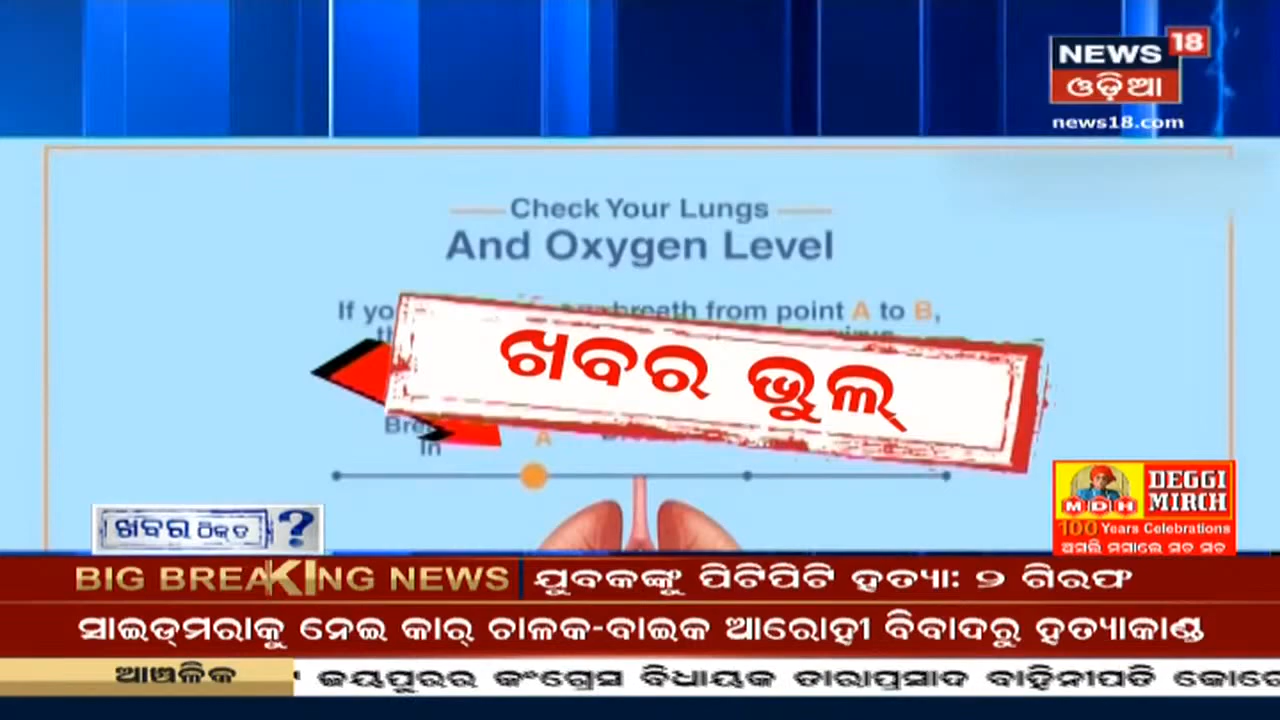 NEWS 18
ଓଡ଼ିଆ
news18.com
Check Your Lungs
And Oxygen Level
If yo breath from point A to B,
ଖବର ଭୁଲ୍
In
A
DEGGI
MIRCH
MDH
100 Years Celebrations
ଖବର ଠିକ୍ ତ ?
BIG BREAKING NEWS ଯୁବକଙ୍କୁ ପିଟିପିଟି ହତ୍ୟା: ୨ ଗିରଫ
ସାଇଡ୍‌ମରାକୁ ନେଇ କାର୍ ଚାଳକ-ବାଇକ ଆରୋହୀ ବିବାଦରୁ ହତ୍ୟାକାଣ୍ଡ
ଆଞ୍ଚଳିକ ଜୟପୁରର କଂଗ୍ରେସ ବିଧାୟକ ତାରାପ୍ରସାଦ ବାହିନୀପତି